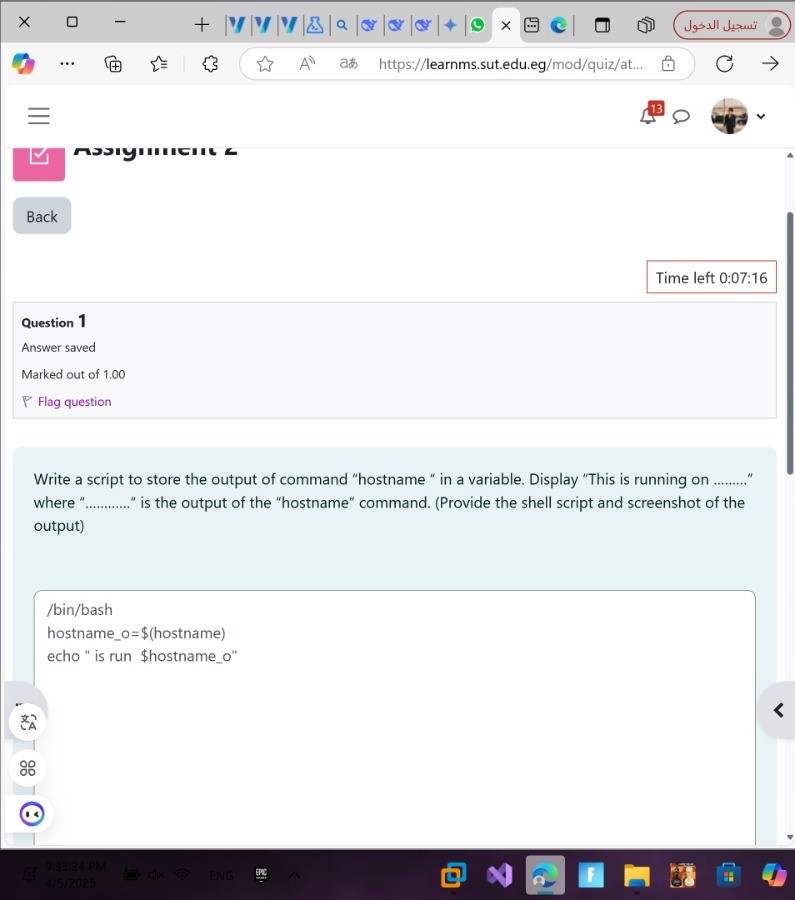 تسجيل الدخول
https://learnms.sut.edu.eg/mod/quiz/at...
13
Assignment 2
Back
Time left 0:07:16
Question 1
Answer saved
Marked out of 1.00
Flag question
Write a script to store the output of command “hostname “ in a variable. Display “This is running on .........”
where “............“ is the output of the “hostname” command. (Provide the shell script and screenshot of the
output)
/bin/bash
hostname_o=$(hostname)
echo " is run  $hostname_o"
9:33:24 PM
4/5/2025
ENG
EPIC